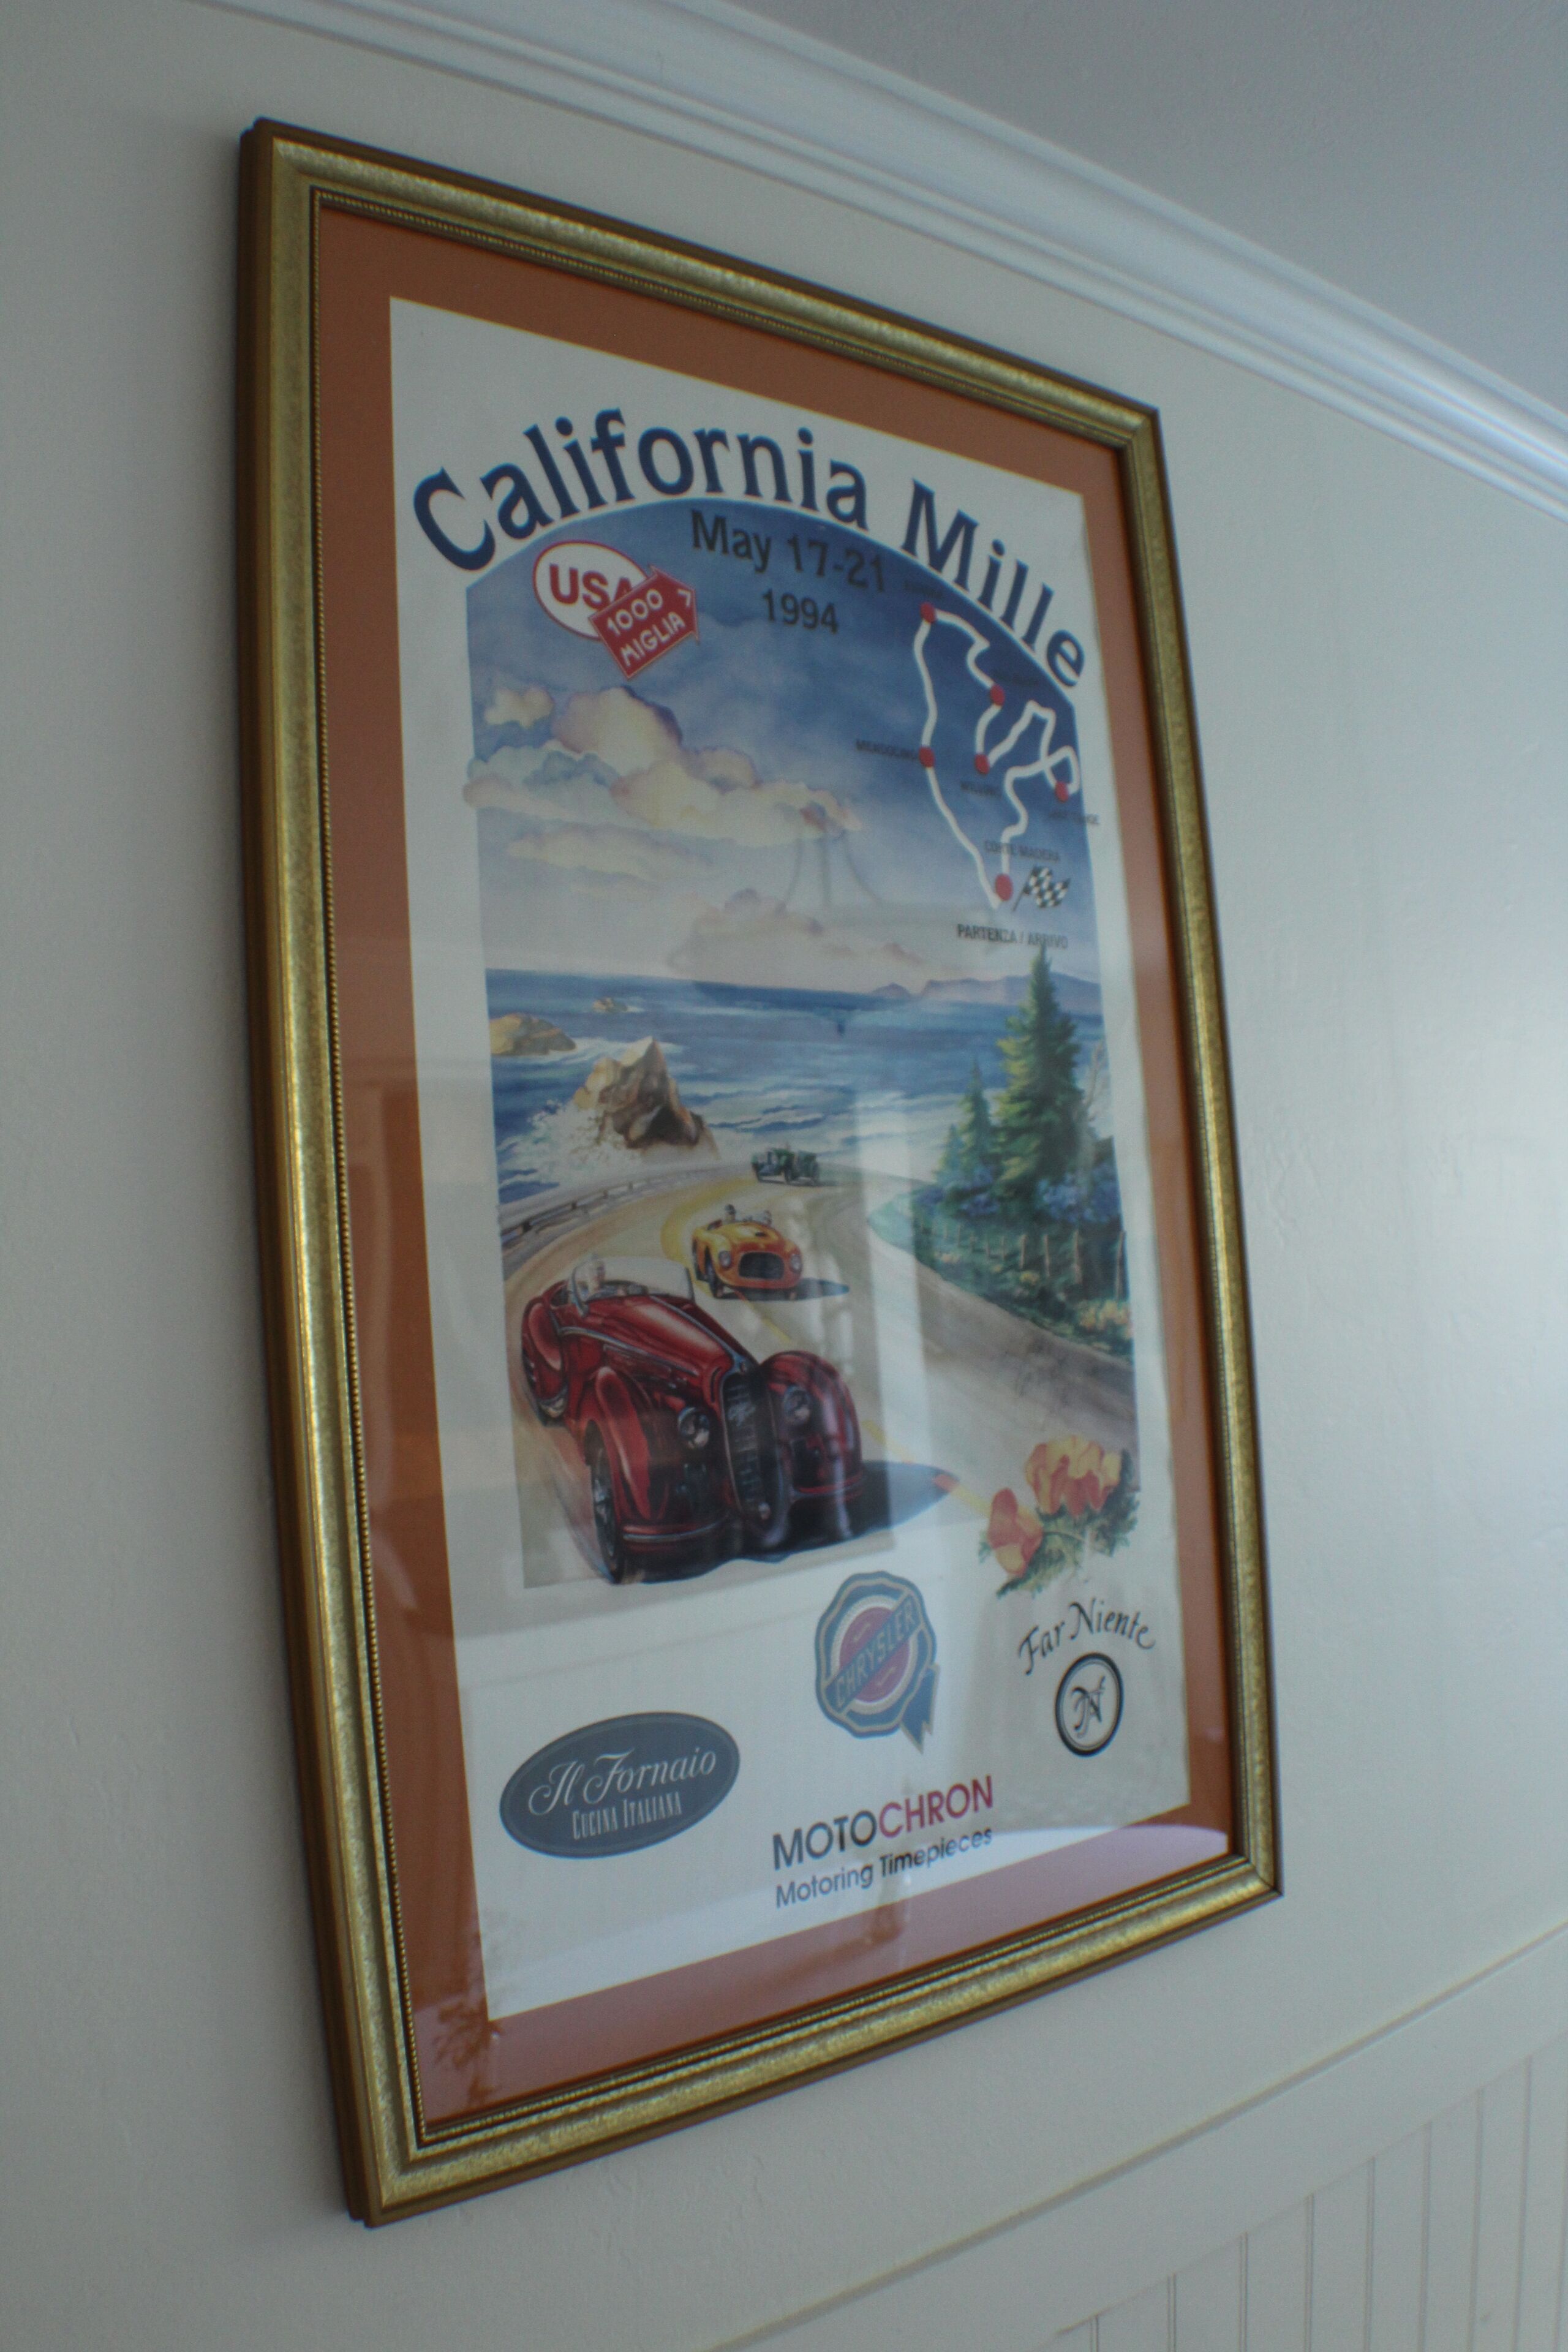 California Mille
May 17-21
1994
USA
1000
MIGLIA
MENDOCINO
CORTE MADERA
PARTENZA / ARRIVO
CHRYSLER
Far Niente
Il Fornaio
CUCINA ITALIANA
MOTOCHRON
Motoring Timepieces